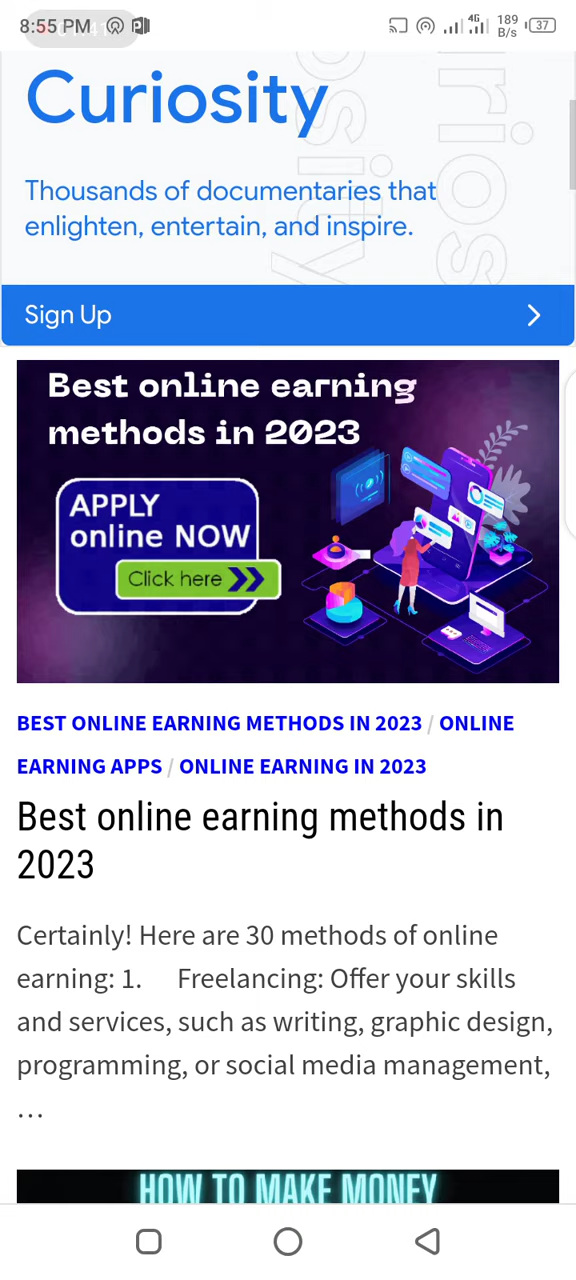 8:55 PM
4G
189
B/s
37
Curiosity
Thousands of documentaries that
enlighten, entertain, and inspire.
Sign Up
Best online earning
methods in 2023
APPLY
online NOW
Click here
BEST ONLINE EARNING METHODS IN 2023 / ONLINE
EARNING APPS / ONLINE EARNING IN 2023
Best online earning methods in
2023
Certainly! Here are 30 methods of online
earning: 1. Freelancing: Offer your skills
and services, such as writing, graphic design,
programming, or social media management,
…
HOW TO MAKE MONEY